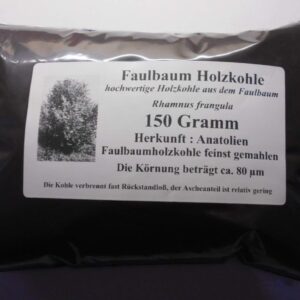 Faulbaum Holzkohle
hochwertige Holzkohle aus dem Faulbaum
Rhamnus frangula
150 Gramm
Herkunft : Anatolien
Faulbaumholzkohle feinst gemahlen
Die Körnung beträgt ca. 80 µm
Die Kohle verbrennt fast Rückstandloß, der Ascheanteil ist relativ gering